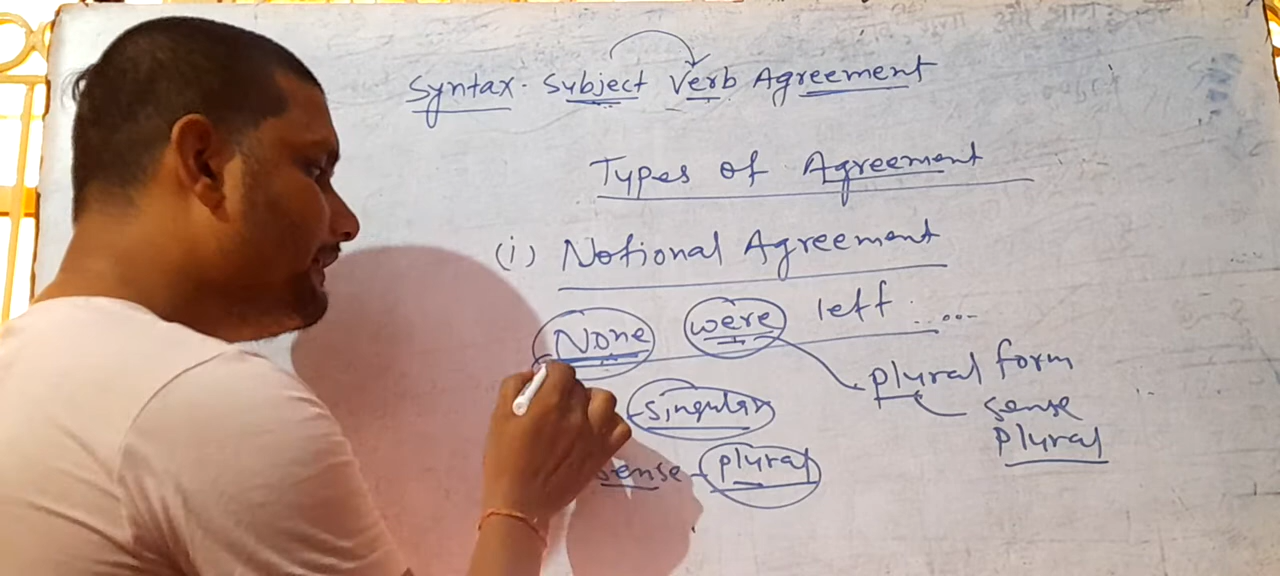 Syntax. Subject Verb Agreement
Types of Agreement
(i) Notional Agreement
None were left .....
plural form
singular
sense
plural
sense - plural